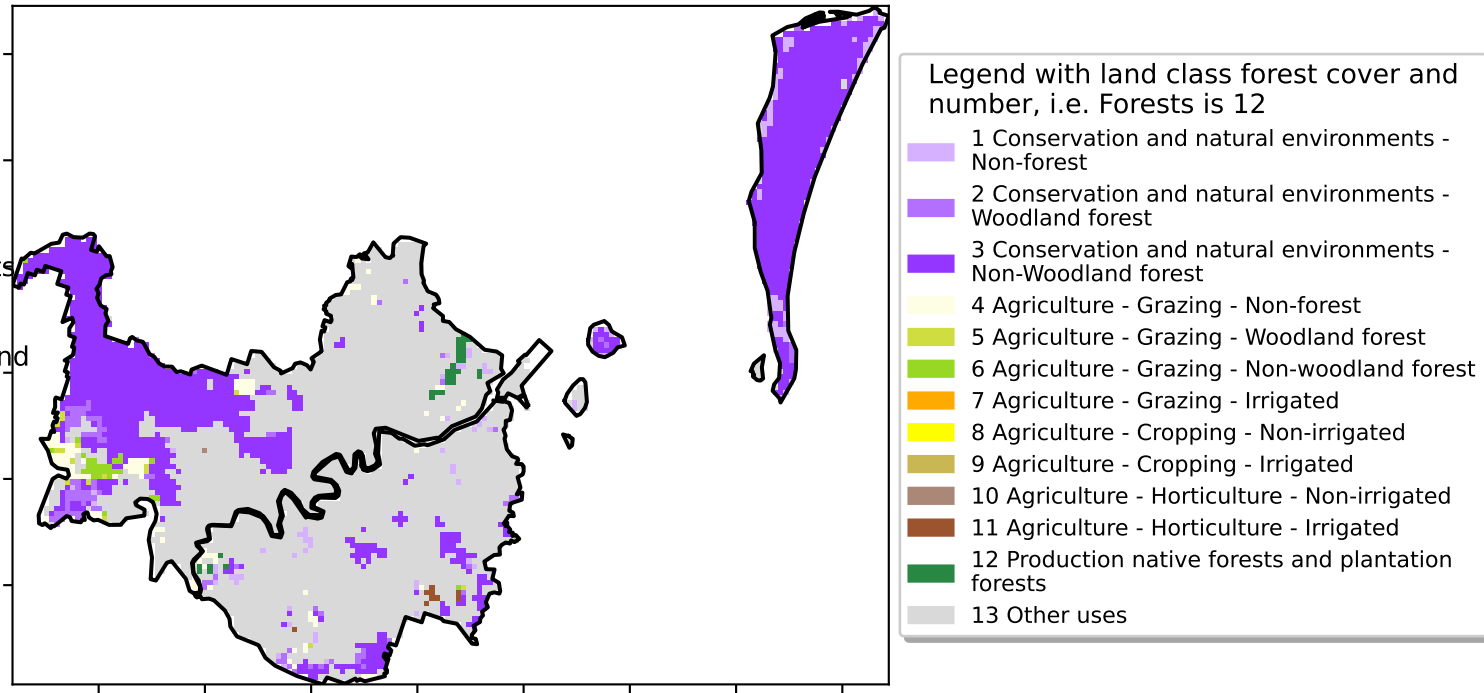 s
nd
Legend with land class forest cover and
number, i.e. Forests is 12
1 Conservation and natural environments -
Non-forest
2 Conservation and natural environments -
Woodland forest
3 Conservation and natural environments -
Non-Woodland forest
4 Agriculture - Grazing - Non-forest
5 Agriculture - Grazing - Woodland forest
6 Agriculture - Grazing - Non-woodland forest
7 Agriculture - Grazing - Irrigated
8 Agriculture - Cropping - Non-irrigated
9 Agriculture - Cropping - Irrigated
10 Agriculture - Horticulture - Non-irrigated
11 Agriculture - Horticulture - Irrigated
12 Production native forests and plantation
forests
13 Other uses